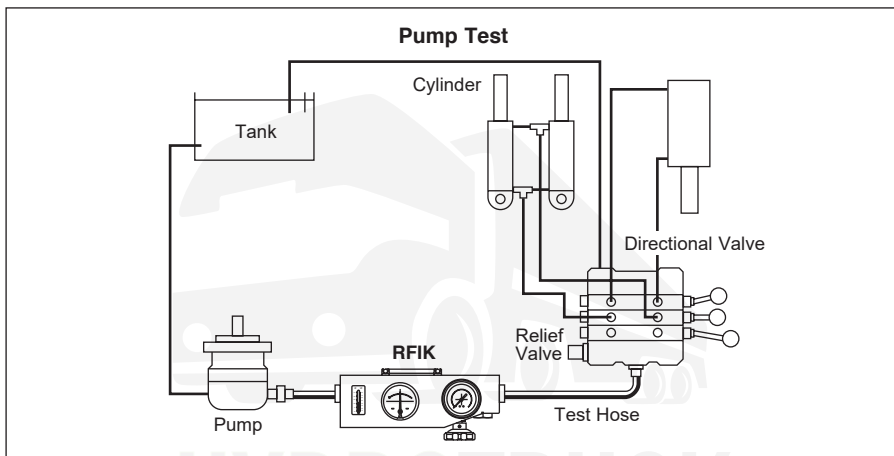 Pump Test
Cylinder
Tank
Directional Valve
Relief
Valve
RFIK
Pump
Test Hose